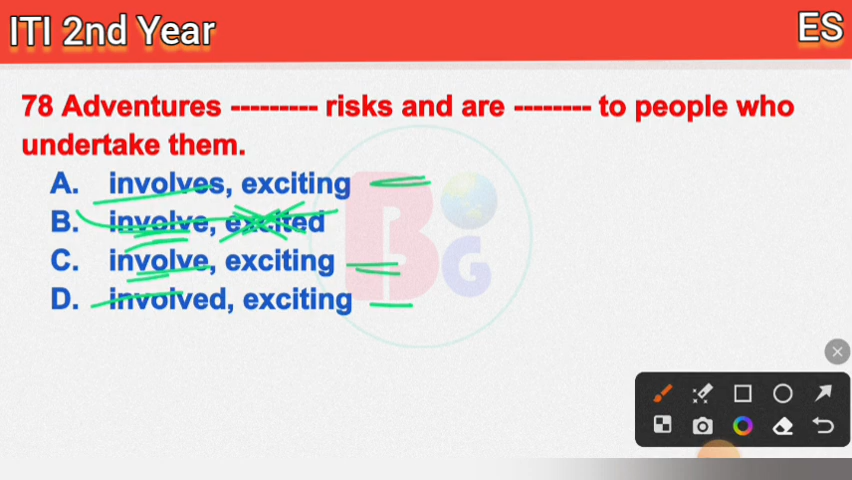 ITI 2nd Year
ES
78 Adventures --------- risks and are -------- to people who
undertake them.
A. involves, exciting
B. involve, excited
C. involve, exciting
D. involved, exciting
B
G